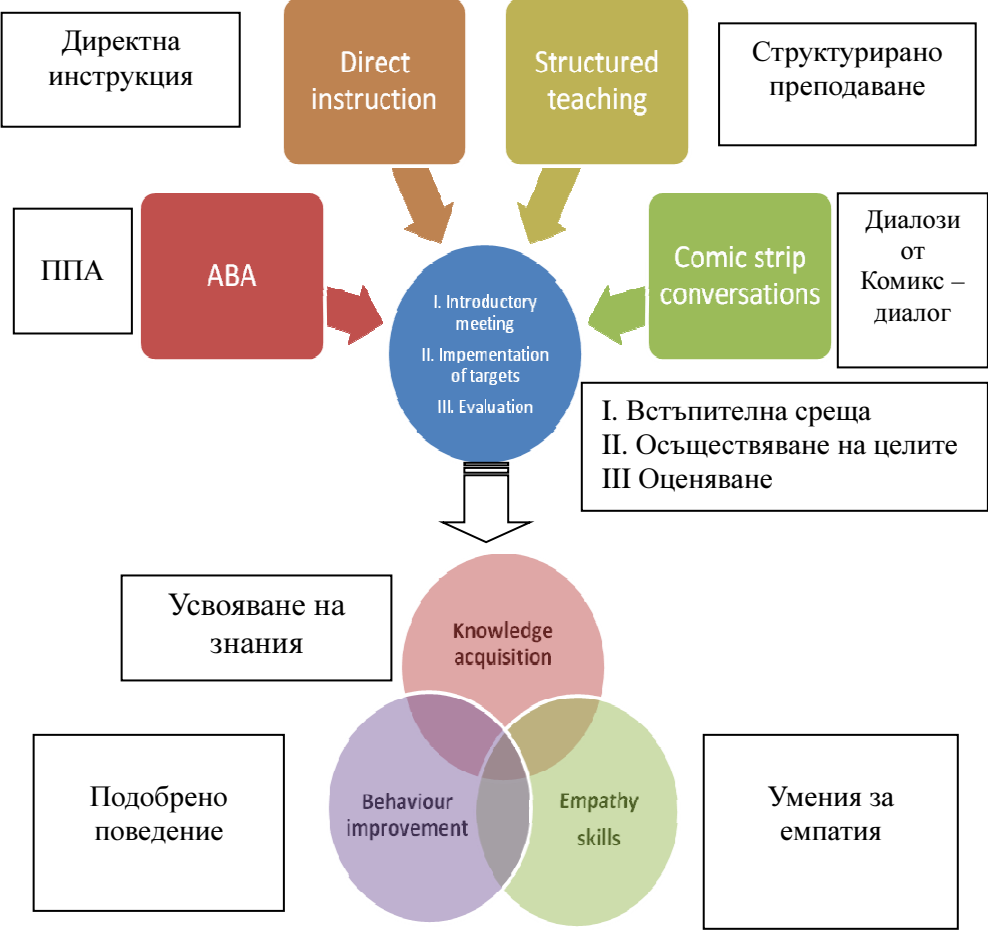 Директна
инструкция
Direct
instruction
Structured
teaching
Структурирано
преподаване
ППА
ABA
Comic strip
conversations
Диалози
от
Комикс –
диалог
I. Introductory
meeting
II. Impementation
of targets
III. Evaluation
I. Встъпителна среща
II. Осъществяване на целите
III Оценяване
Усвояване на
знания
Knowledge
acquisition
Подобрено
поведение
Behaviour
improvement
Empathy
skills
Умения за
емпатия